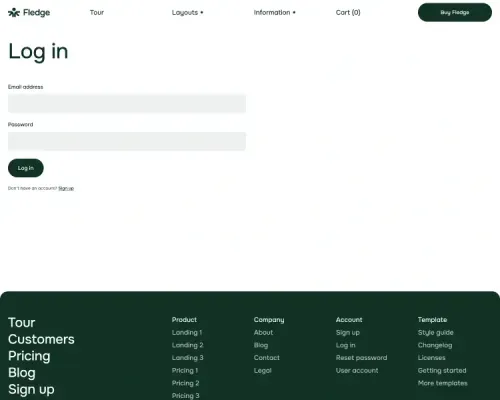 Fledge
Tour
Layouts +
Information +
Cart (0)
Buy Fledge
Log in
Email address
Password
Log in
Don't have an account? Sign up
Tour
Customers
Pricing
Blog
Sign up
Product
Landing 1
Landing 2
Landing 3
Pricing 1
Pricing 2
Pricing 3
Company
About
Blog
Contact
Legal
Account
Sign up
Log in
Reset password
User account
Template
Style guide
Changelog
Licenses
Getting started
More templates